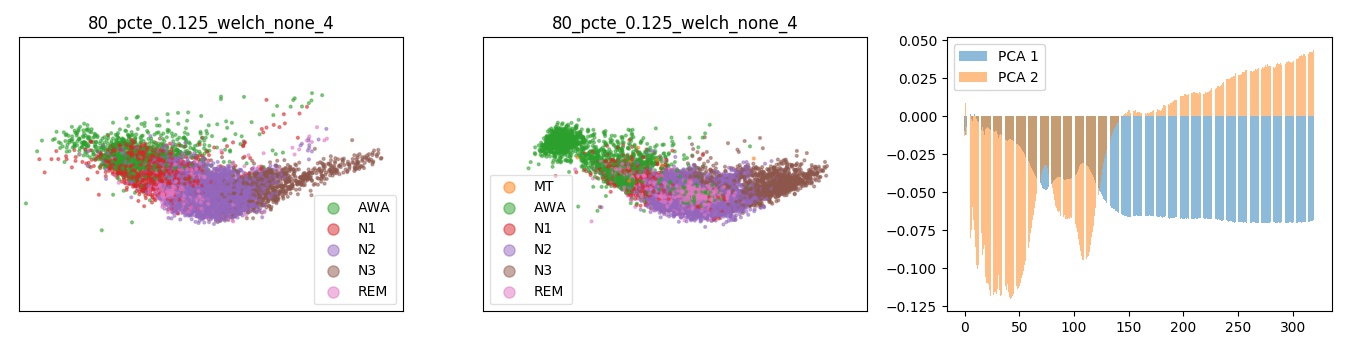 80_pcte_0.125_welch_none_4
AWA
N1
N2
N3
REM
80_pcte_0.125_welch_none_4
MT
AWA
N1
N2
N3
REM
PCA 1
PCA 2
0.050
0.025
0.000
−0.025
−0.050
−0.075
−0.100
−0.125
0 50 100 150 200 250 300